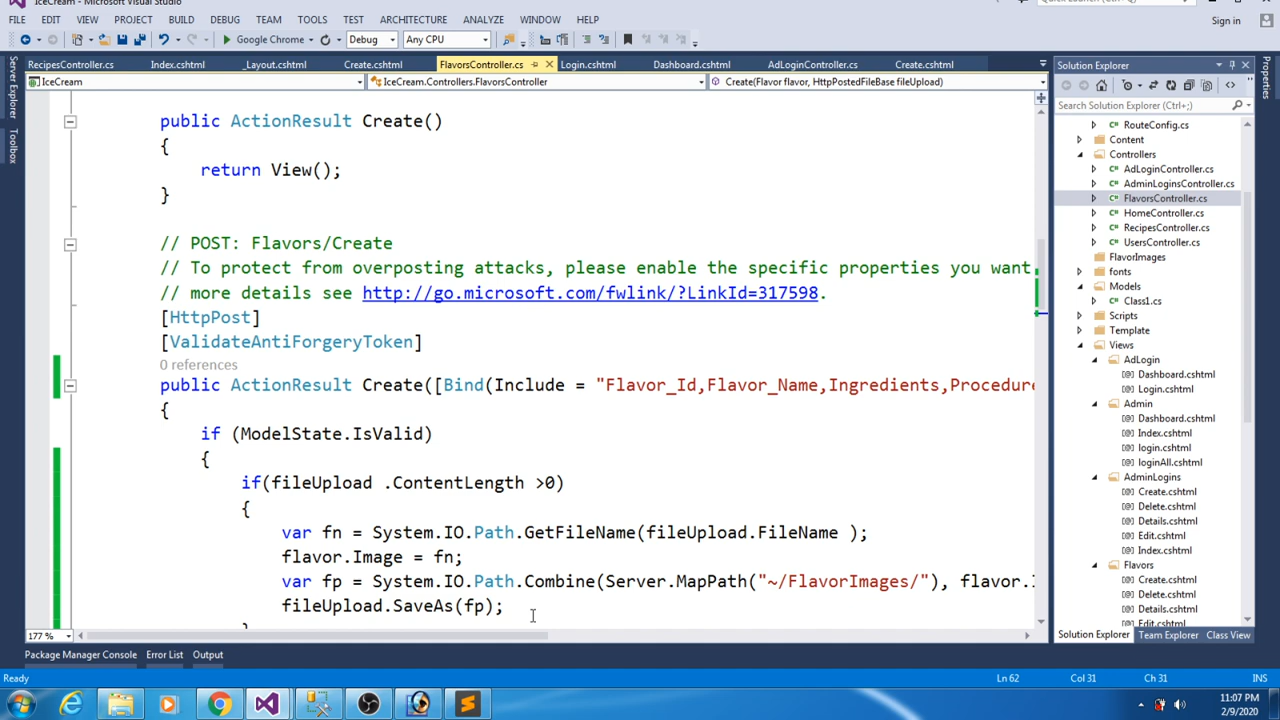 IceCream - Microsoft Visual Studio
Quick Launch (Ctrl+Q)
FILE EDIT VIEW PROJECT BUILD DEBUG TEAM TOOLS TEST ARCHITECTURE ANALYZE WINDOW HELP
Sign in
Google Chrome Debug Any CPU
RecipesController.cs Index.cshtml _Layout.cshtml Create.cshtml FlavorsController.cs Login.cshtml Dashboard.cshtml AdLoginController.cs Create.cshtml
IceCream IceCream.Controllers.FlavorsController Create(Flavor flavor, HttpPostedFileBase fileUpload)
Server Explorer
Toolbox
public ActionResult Create()
{
return View();
}
// POST: Flavors/Create
// To protect from overposting attacks, please enable the specific properties you want
// more details see http://go.microsoft.com/fwlink/?LinkId=317598.
[HttpPost]
[ValidateAntiForgeryToken]
0 references
public ActionResult Create([Bind(Include = "Flavor_Id,Flavor_Name,Ingredients,Procedure
{
if (ModelState.IsValid)
{
if(fileUpload .ContentLength >0)
{
var fn = System.IO.Path.GetFileName(fileUpload.FileName );
flavor.Image = fn;
var fp = System.IO.Path.Combine(Server.MapPath("~/FlavorImages/"), flavor.I
fileUpload.SaveAs(fp);
177 %
Solution Explorer
Search Solution Explorer (Ctrl+;)
RouteConfig.cs
Content
Controllers
AdLoginController.cs
AdminLoginsController.cs
FlavorsController.cs
HomeController.cs
RecipesController.cs
UsersController.cs
FlavorImages
fonts
Models
Class1.cs
Scripts
Template
Views
AdLogin
Dashboard.cshtml
Login.cshtml
Admin
Dashboard.cshtml
Index.cshtml
login.cshtml
loginAll.cshtml
AdminLogins
Create.cshtml
Delete.cshtml
Details.cshtml
Edit.cshtml
Index.cshtml
Flavors
Create.cshtml
Delete.cshtml
Details.cshtml
Edit.cshtml
Solution Explorer Team Explorer Class View
Properties
Package Manager Console Error List Output
Ready Ln 62 Col 31 Ch 31 INS
11:07 PM
2/9/2020